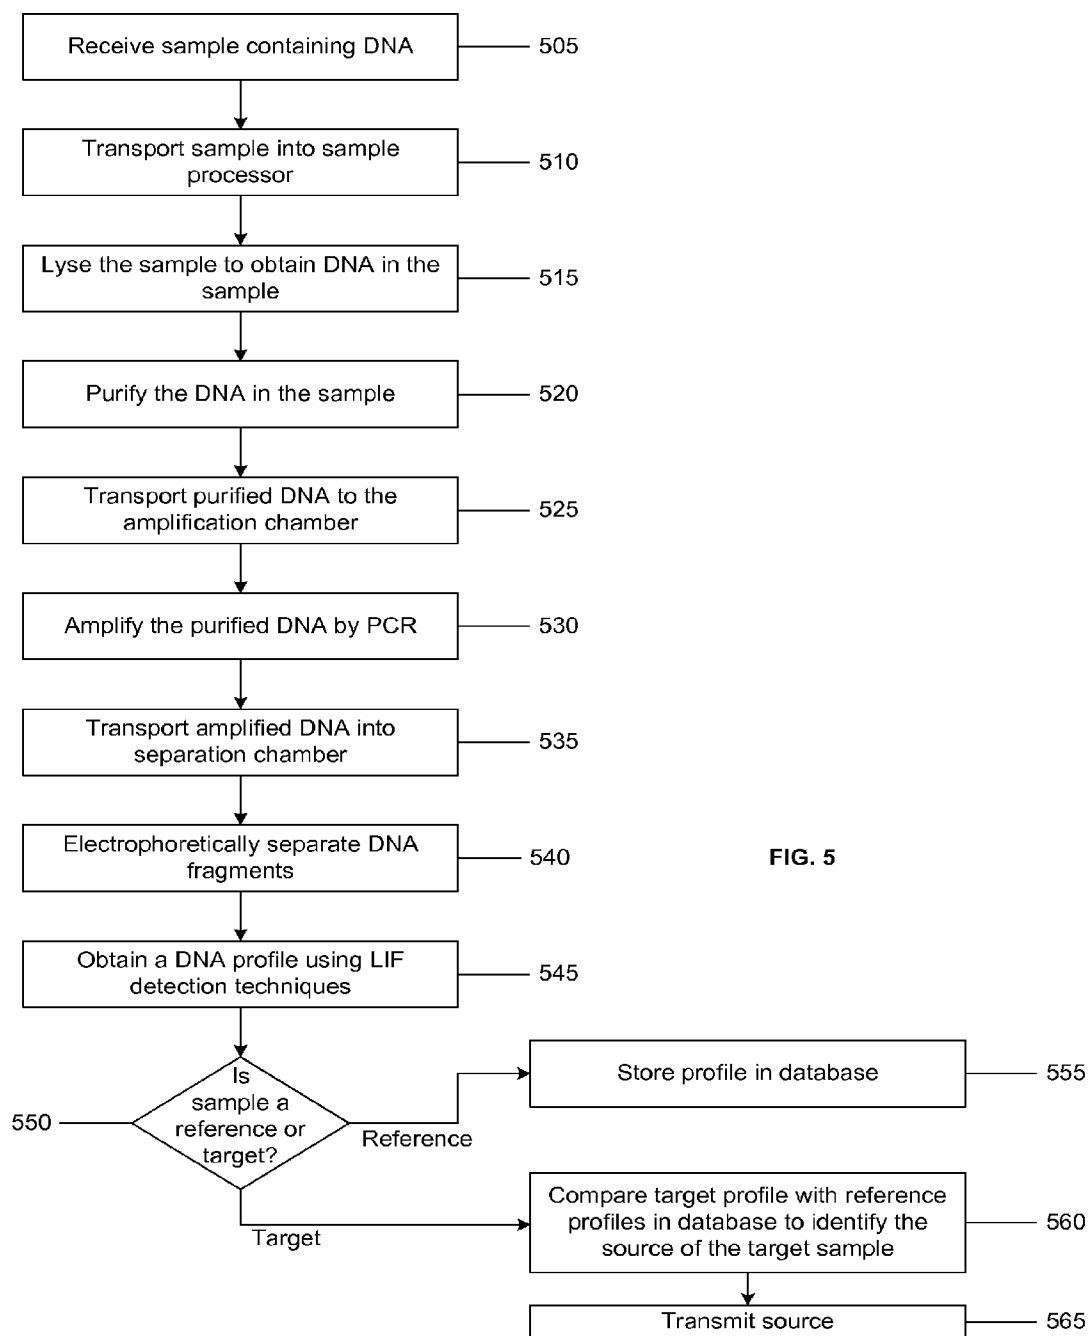 Receive sample containing DNA
505
Transport sample into sample
processor
510
Lyse the sample to obtain DNA in the
sample
515
Purify the DNA in the sample
520
Transport purified DNA to the
amplification chamber
525
Amplify the purified DNA by PCR
530
Transport amplified DNA into
separation chamber
535
Electrophoretically separate DNA
fragments
540
FIG. 5
Obtain a DNA profile using LIF
detection techniques
545
Is
sample a
reference or
target?
550
Reference
Store profile in database
555
Target
Compare target profile with reference
profiles in database to identify the
source of the target sample
560
Transmit source
565